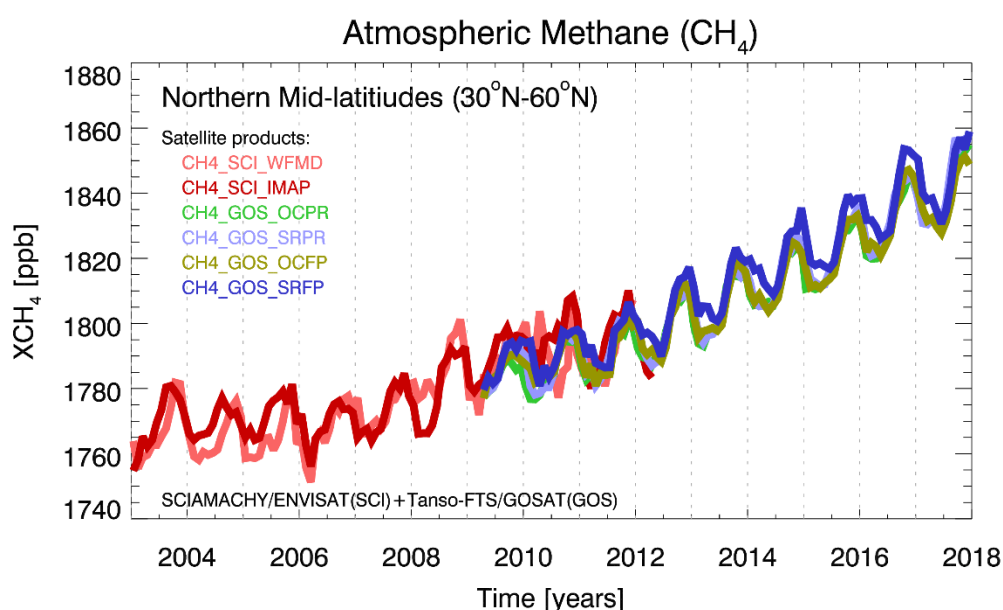 Atmospheric Methane (CH4)
Northern Mid-latitiudes (30°N-60°N)
Satellite products:
CH4_SCI_WFMD
CH4_SCI_IMAP
CH4_GOS_OCPR
CH4_GOS_SRPR
CH4_GOS_OCFP
CH4_GOS_SRFP
XCH4 [ppb]
1880
1860
1840
1820
1800
1780
1760
1740
SCIAMACHY/ENVISAT(SCI)+Tanso-FTS/GOSAT(GOS)
2004 2006 2008 2010 2012 2014 2016 2018
Time [years]